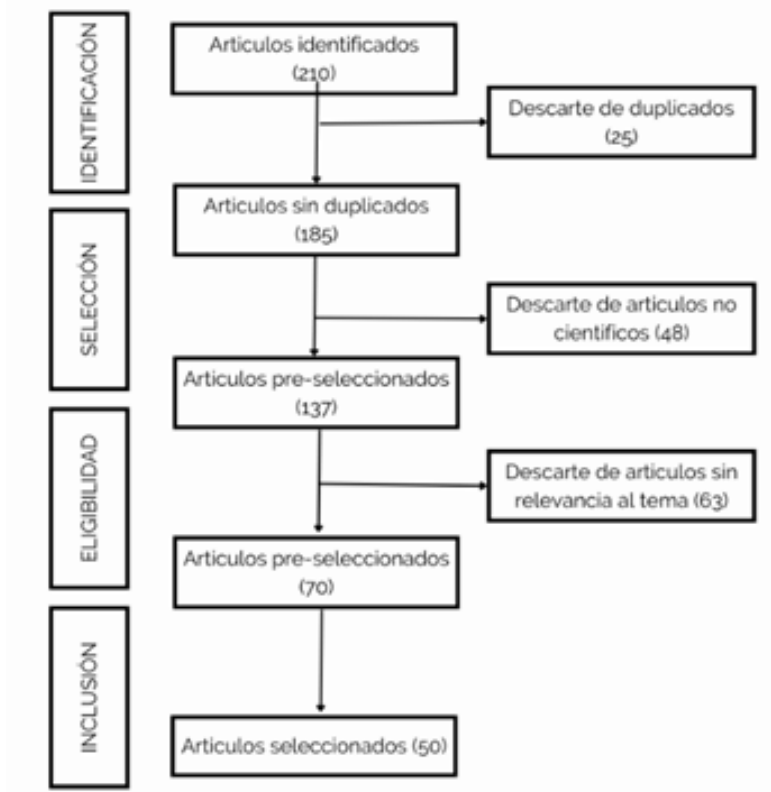 IDENTIFICACIÓN
Articulos identificados
(210)
Descarte de duplicados
(25)
SELECCIÓN
Articulos sin duplicados
(185)
Descarte de articulos no
cientificos (48)
Articulos pre-seleccionados
(137)
ELIGIBILIDAD
Descarte de articulos sin
relevancia al tema (63)
Articulos pre-seleccionados
(70)
INCLUSIÓN
Articulos seleccionados (50)